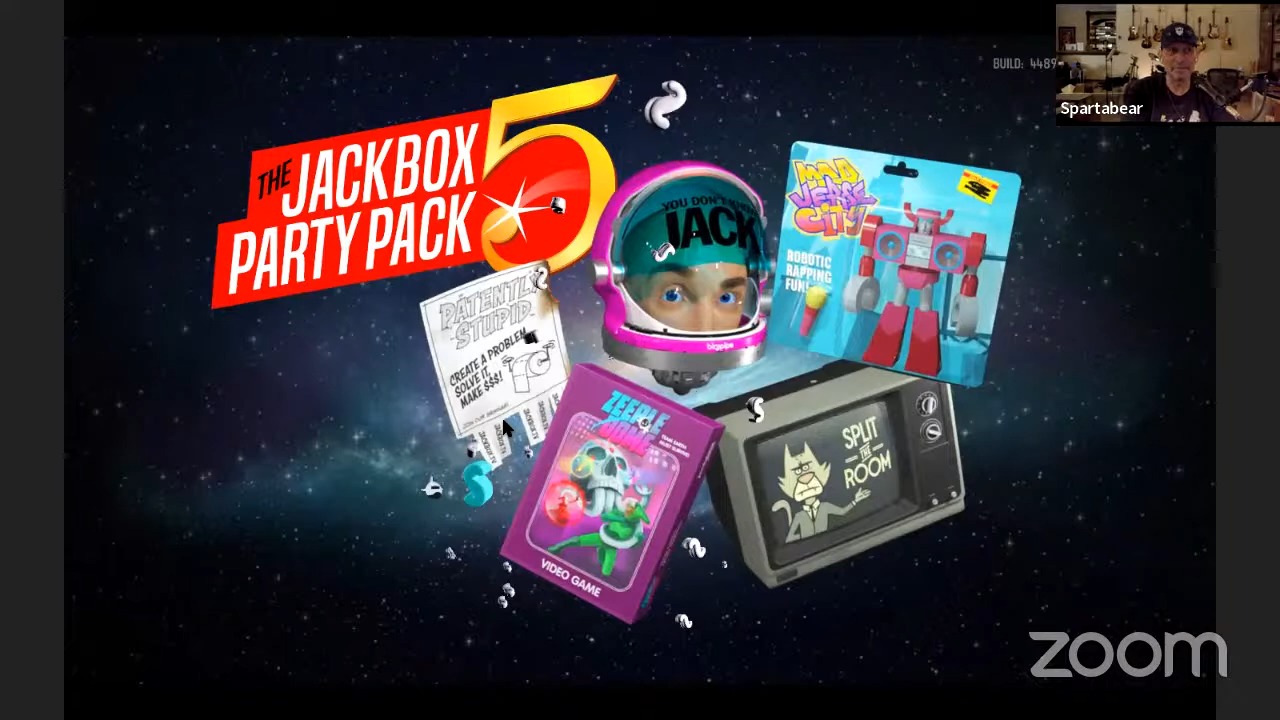 BUILD: 4489
Spartabear
THE
JACKBOX
PARTY PACK
5
YOU DON'T KNOW
JACK
bigpipe
MAD
VERSE
CITY
ROBOTIC
RAPPING
FUN!
PATENTLY
STUPID
CREATE A PROBLEM
SOLVE IT,
MAKE $$$!
ZEEPLE
DOME
VIDEO GAME
SPLIT
THE
ROOM
zoom